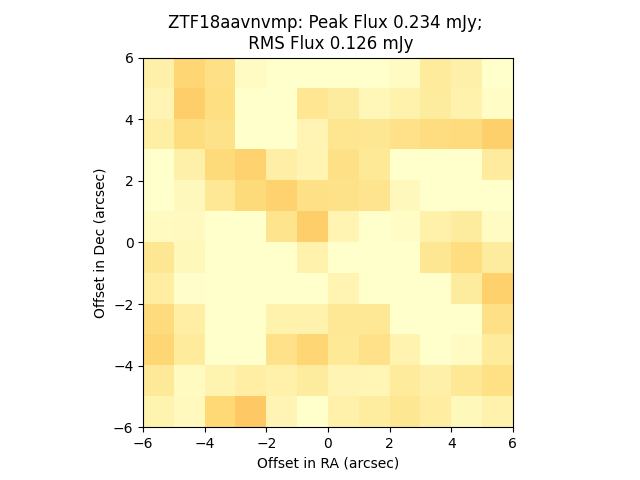 ZTF18aavnvmp: Peak Flux 0.234 mJy;
RMS Flux 0.126 mJy
6
4
2
0
−2
−4
−6
Offset in Dec (arcsec)
−6 −4 −2 0 2 4 6
Offset in RA (arcsec)